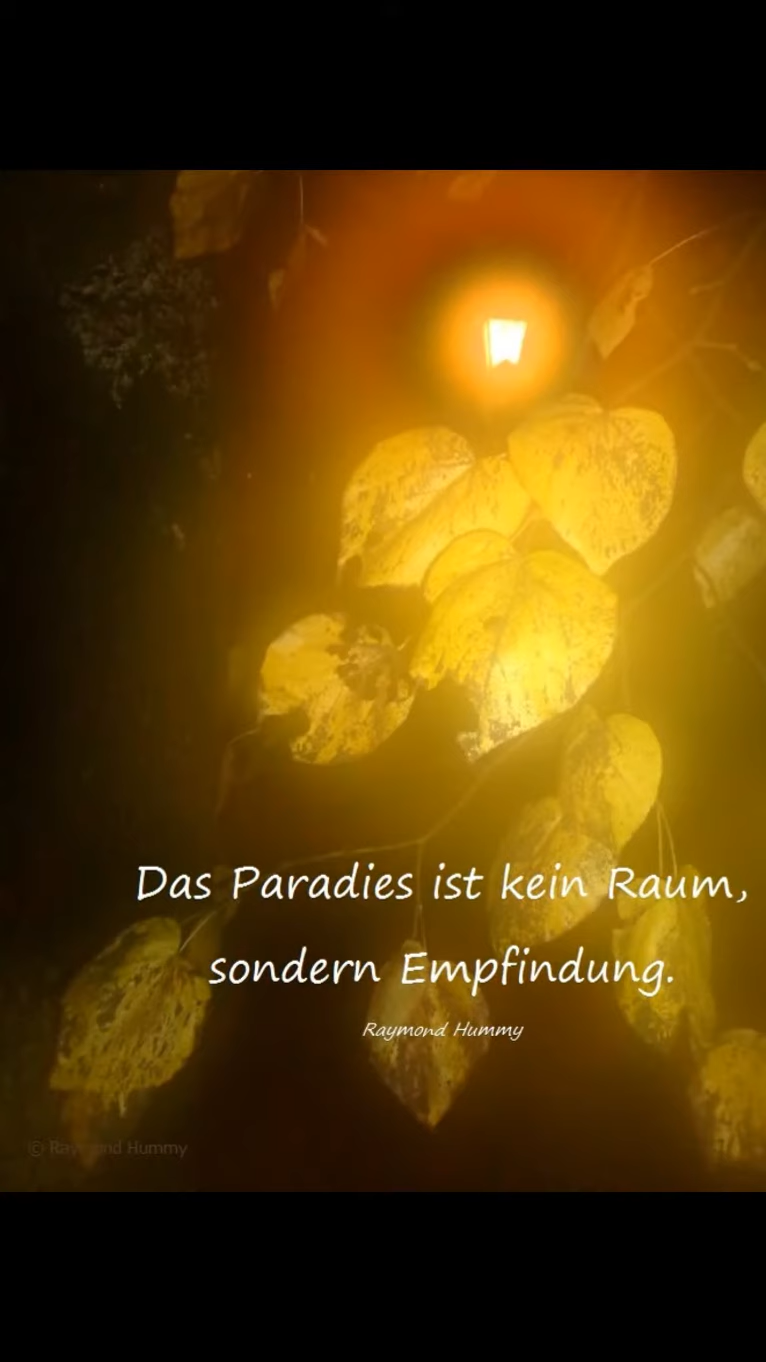 Das Paradies ist kein Raum,
sondern Empfindung.
Raymond Hummy
© Raymond Hummy